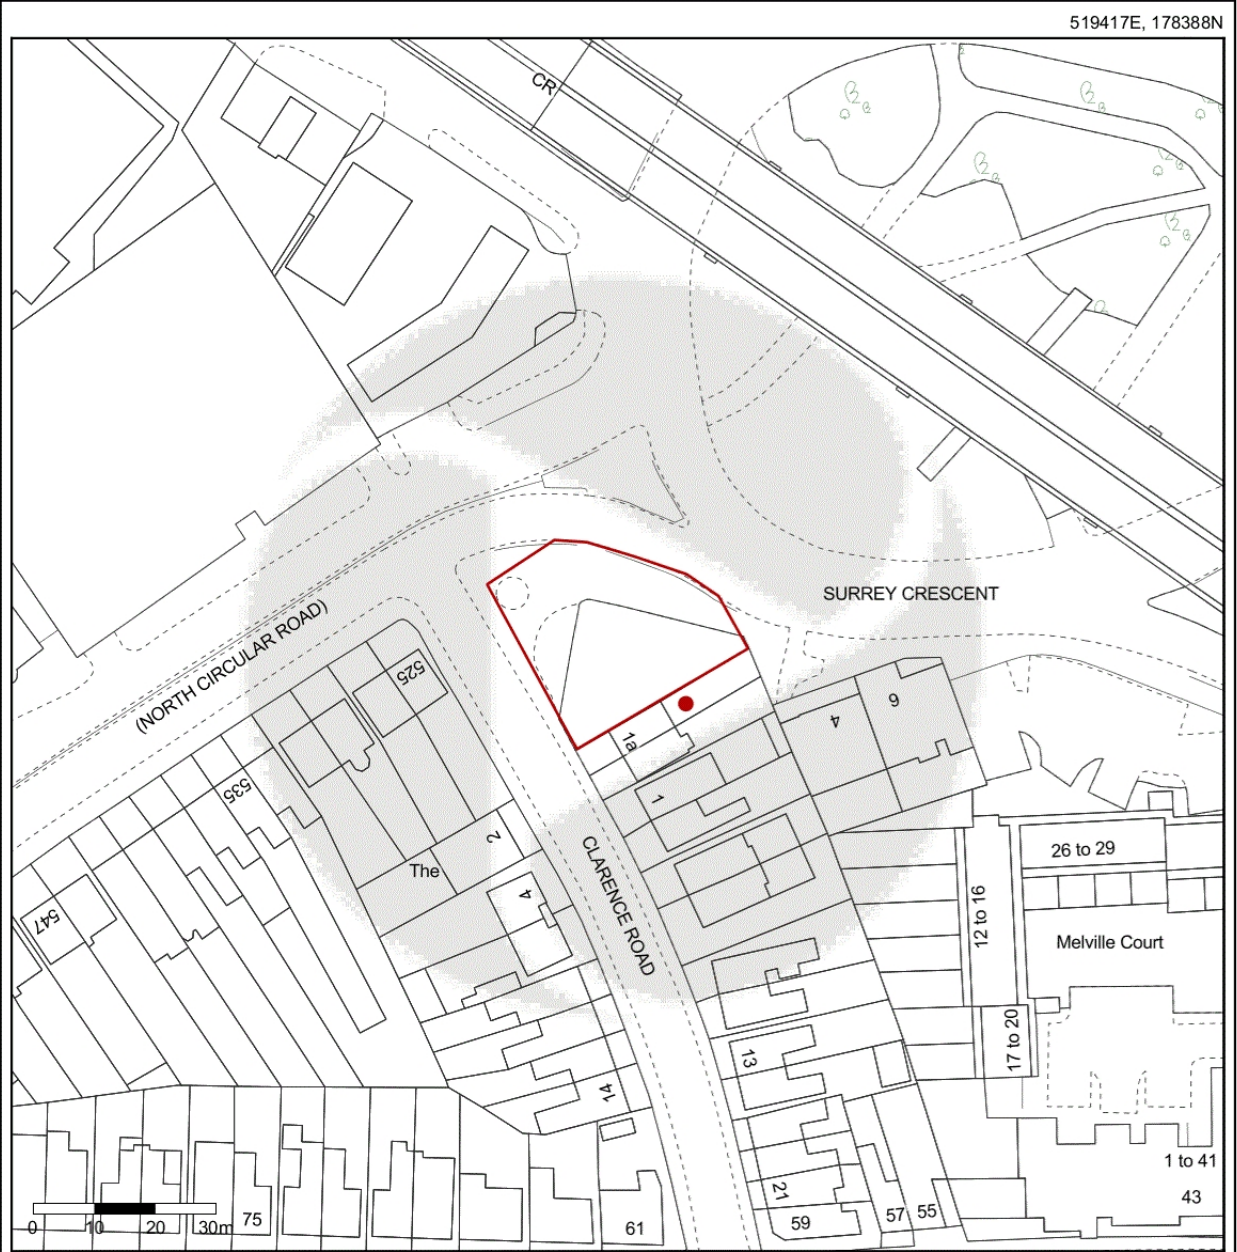 519417E, 178388N
CR
SURREY CRESCENT
(NORTH CIRCULAR ROAD)
525
6
4
1a
535
1
2
CLARENCE ROAD
The
4
26 to 29
547
12 to 16
Melville Court
17 to 20
13
14
1 to 41
21
43
0 10 20 30m
75
61
59
57
55